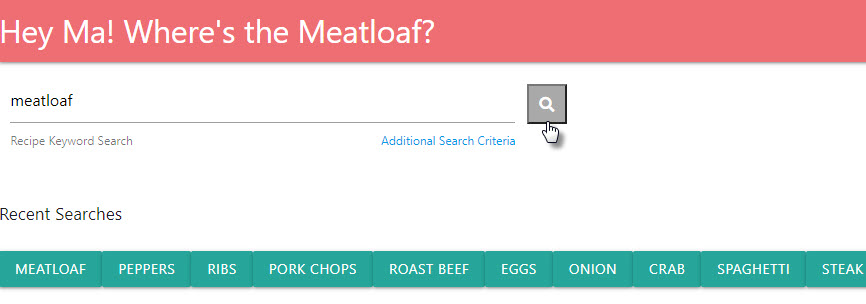 Hey Ma! Where's the Meatloaf?
meatloaf
Recipe Keyword Search Additional Search Criteria
Recent Searches
MEATLOAF PEPPERS RIBS PORK CHOPS ROAST BEEF EGGS ONION CRAB SPAGHETTI STEAK